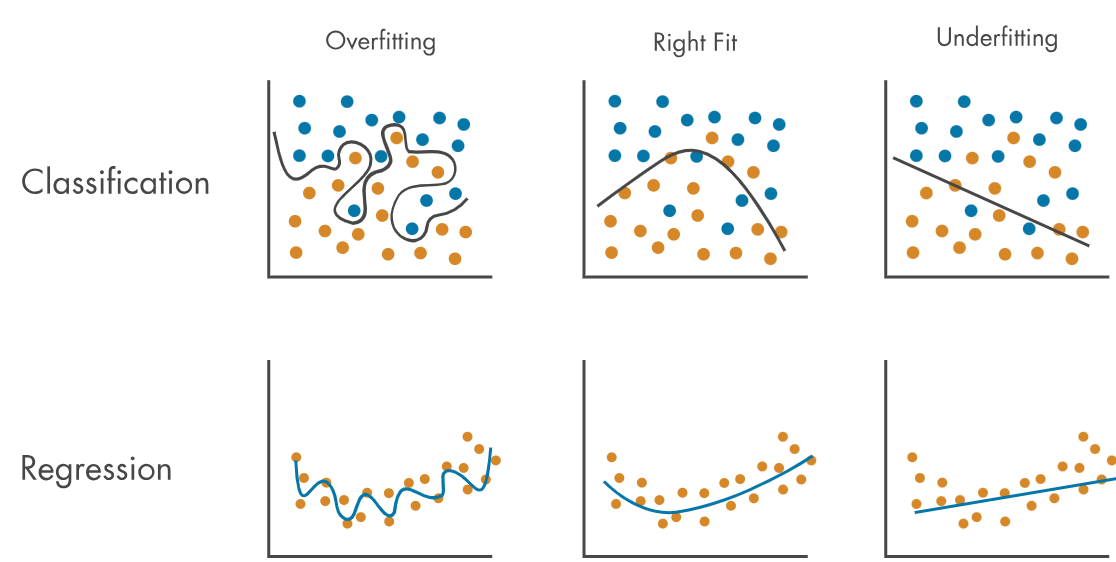 Overfitting
Right Fit
Underfitting
Classification
Regression